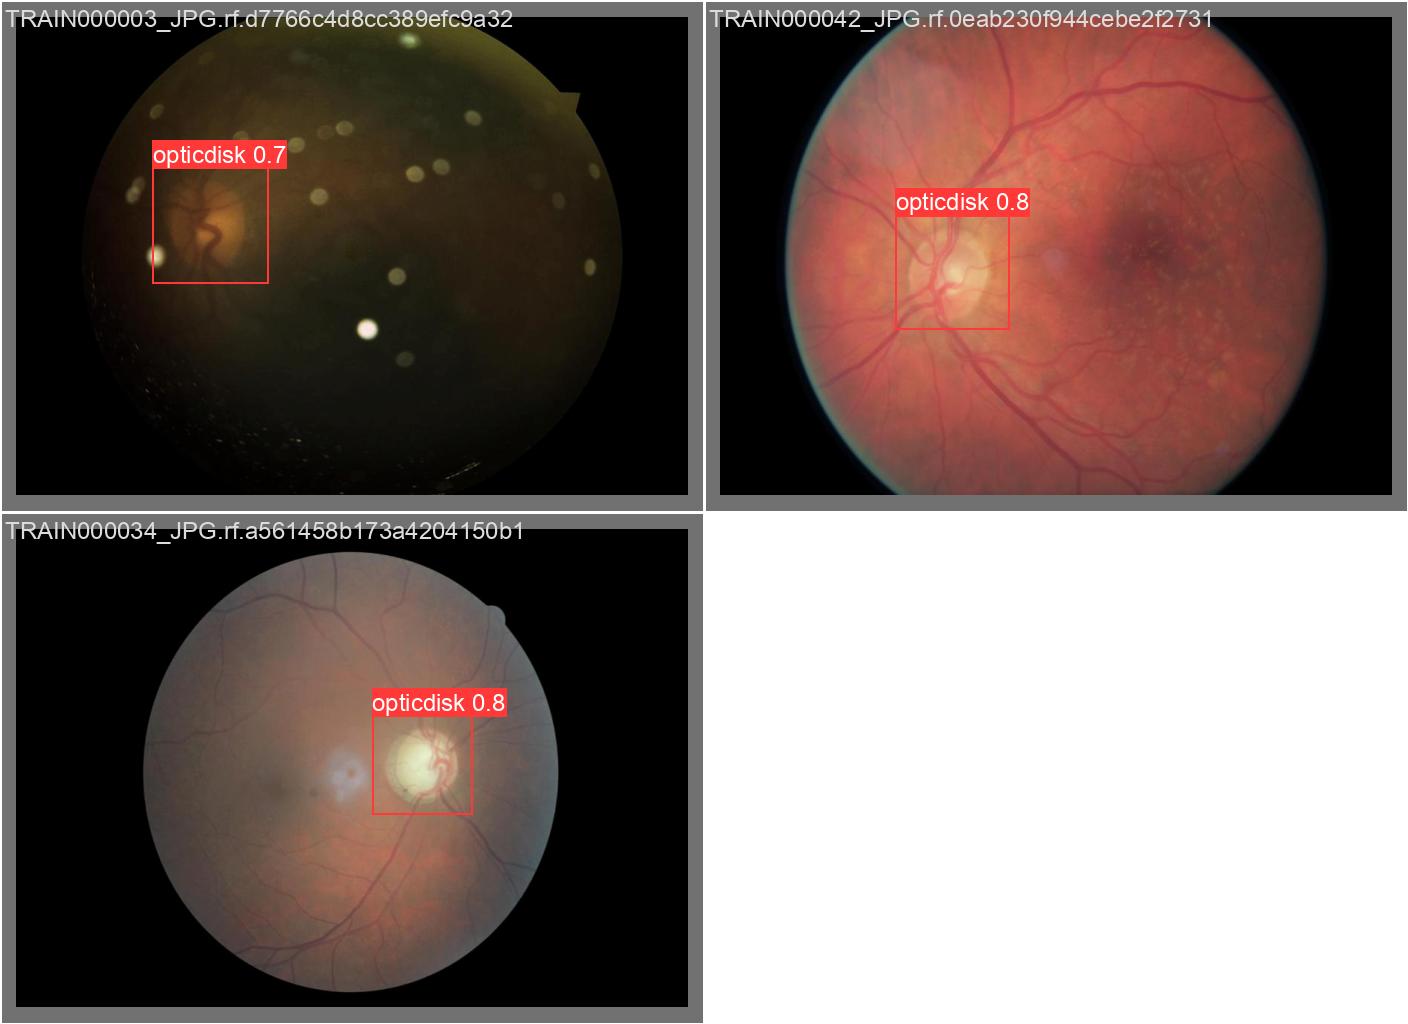 TRAIN000003_JPG.rf.d7766c4d8cc389efc9a32
opticdisk 0.7
TRAIN000042_JPG.rf.0eab230f944cebe2f2731
opticdisk 0.8
TRAIN000034_JPG.rf.a561458b173a4204150b1
opticdisk 0.8